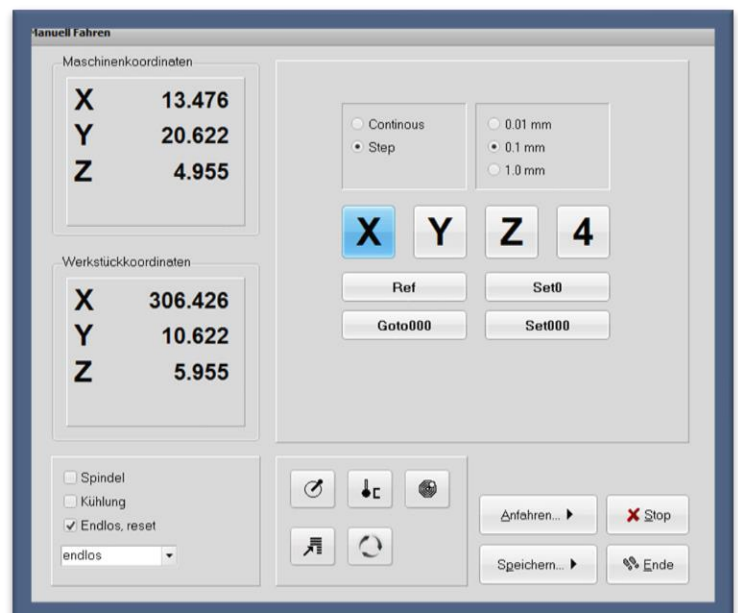 Manuell Fahren
Maschinenkoordinaten
X 13.476
Y 20.622
Z 4.955
Continous
Step
0.01 mm
0.1 mm
1.0 mm
X Y Z 4
Ref Set0
Goto000 Set000
Werkstückkoordinaten
X 306.426
Y 10.622
Z 5.955
Spindel
Kühlung
Endlos, reset
endlos
Anfahren... Stop
Speichern... Ende